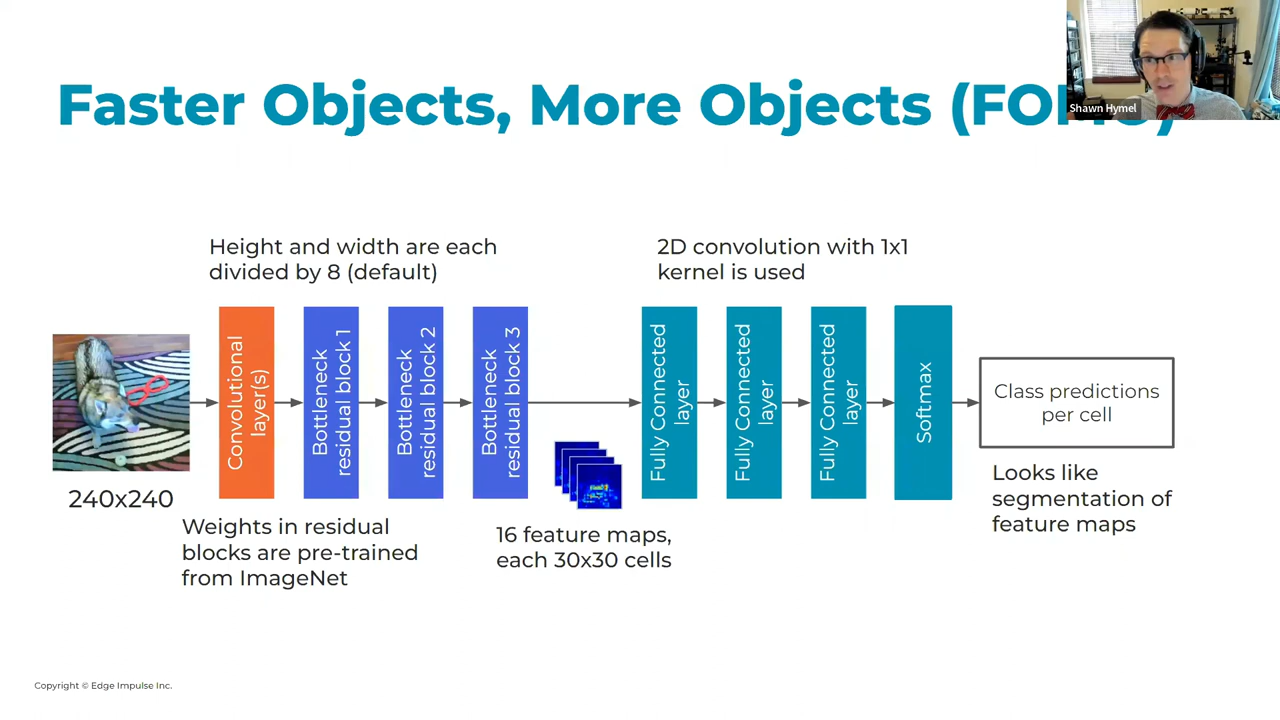 Faster Objects, More Objects (FO
Shawn Hymel
Height and width are each
divided by 8 (default)
2D convolution with 1x1
kernel is used
Convolutional
layer(s)
Bottleneck
residual block 1
Bottleneck
residual block 2
Bottleneck
residual block 3
Fully Connected
layer
Fully Connected
layer
Fully Connected
layer
Softmax
Class predictions
per cell
240x240
Looks like
segmentation of
feature maps
Weights in residual
blocks are pre-trained
from ImageNet
16 feature maps,
each 30x30 cells
Copyright © Edge Impulse Inc.